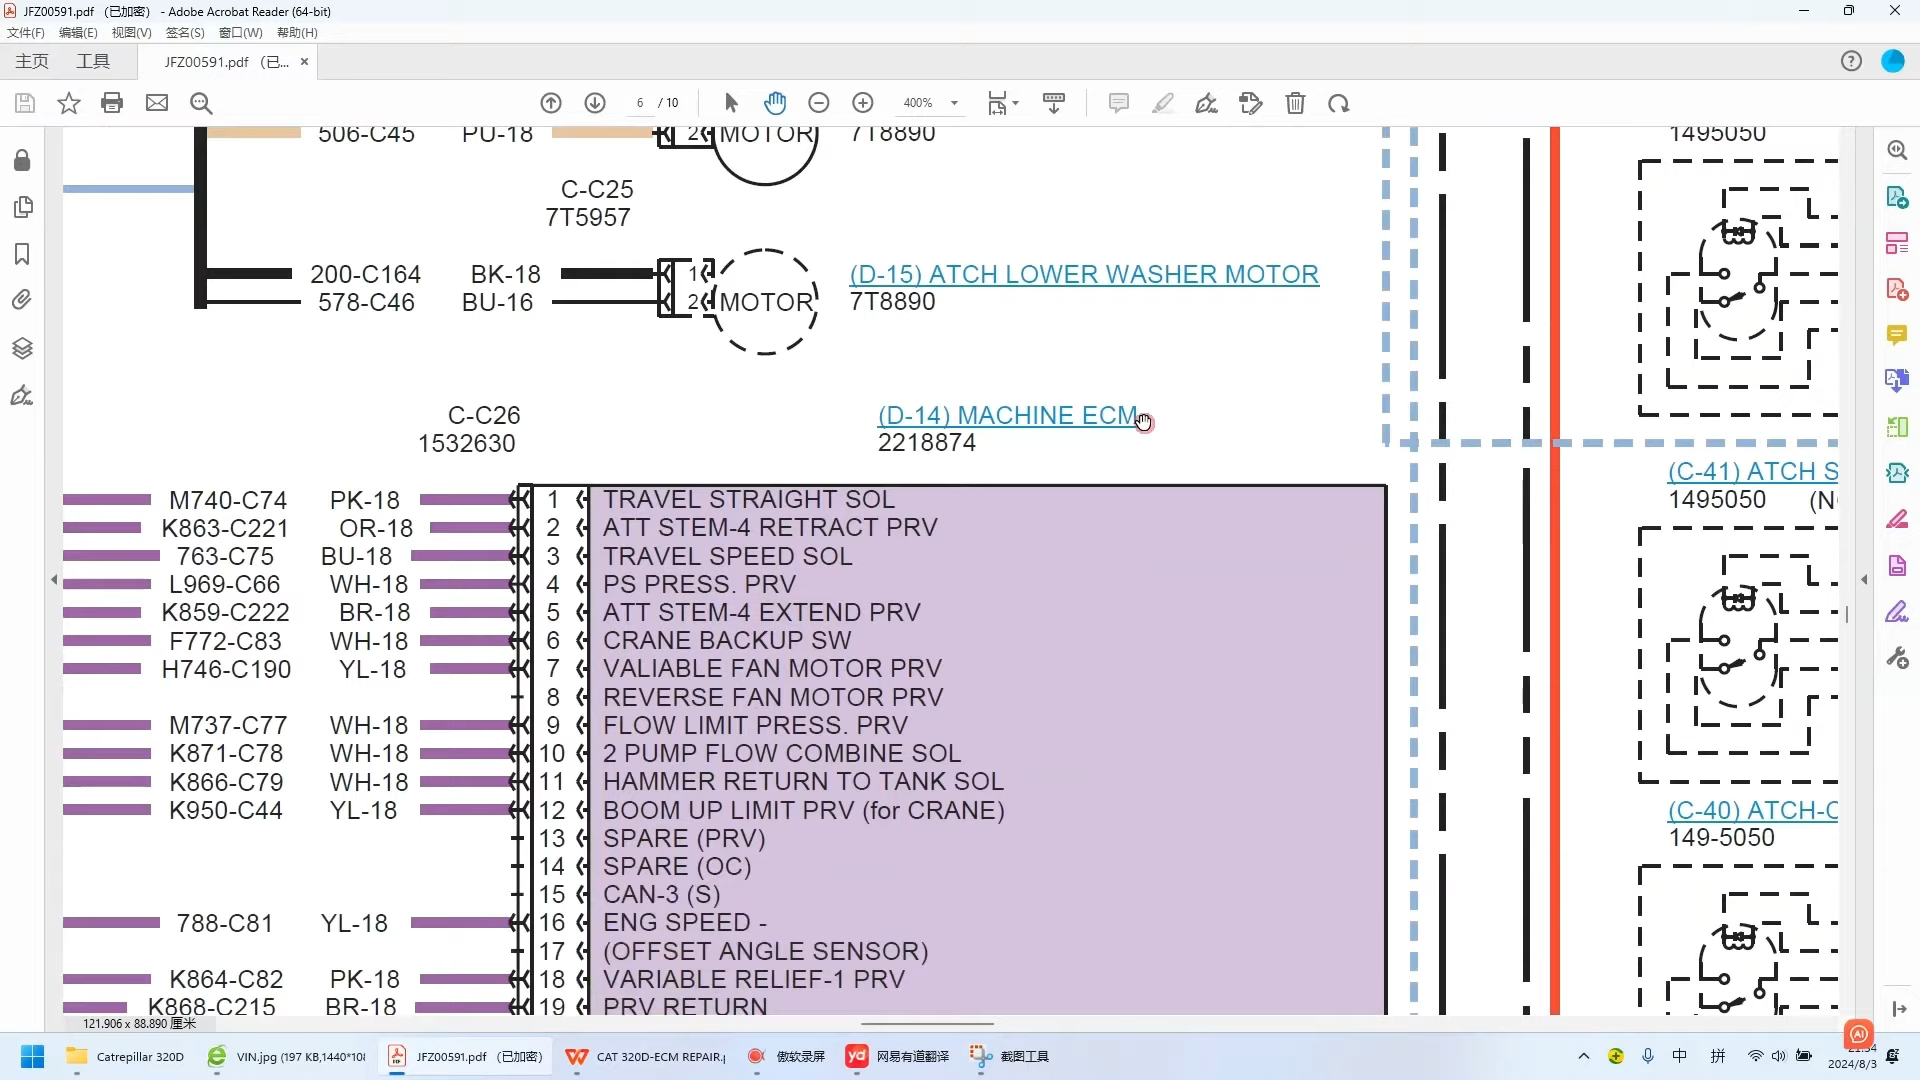 JFZ00591.pdf （已加密） - Adobe Acrobat Reader (64-bit)
文件(F) 编辑(E) 视图(V) 签名(S) 窗口(W) 帮助(H)
主页 工具 JFZ00591.pdf （已... ×
6 / 10 400%
506-C45 PU-18 2 MOTOR 7T8890
1495050
C-C25
7T5957
200-C164 BK-18 1 (D-15) ATCH LOWER WASHER MOTOR
578-C46 BU-16 2 MOTOR 7T8890
C-C26 (D-14) MACHINE ECM
1532630 2218874
(C-41) ATCH S
1495050 (N
M740-C74 PK-18 1 TRAVEL STRAIGHT SOL
K863-C221 OR-18 2 ATT STEM-4 RETRACT PRV
763-C75 BU-18 3 TRAVEL SPEED SOL
L969-C66 WH-18 4 PS PRESS. PRV
K859-C222 BR-18 5 ATT STEM-4 EXTEND PRV
F772-C83 WH-18 6 CRANE BACKUP SW
H746-C190 YL-18 7 VALIABLE FAN MOTOR PRV
8 REVERSE FAN MOTOR PRV
M737-C77 WH-18 9 FLOW LIMIT PRESS. PRV
K871-C78 WH-18 10 2 PUMP FLOW COMBINE SOL
K866-C79 WH-18 11 HAMMER RETURN TO TANK SOL
K950-C44 YL-18 12 BOOM UP LIMIT PRV (for CRANE)
(C-40) ATCH-C
149-5050
13 SPARE (PRV)
14 SPARE (OC)
15 CAN-3 (S)
788-C81 YL-18 16 ENG SPEED -
17 (OFFSET ANGLE SENSOR)
K864-C82 PK-18 18 VARIABLE RELIEF-1 PRV
K868-C215 BR-18 19 PRV RETURN
121.906 x 88.890 厘米
Catrepillar 320D VIN.jpg (197 KB,1440*108 JFZ00591.pdf （已加密） CAT 320D-ECM REPAIR.p 傲软录屏 yd 网易有道翻译 截图工具 中 拼
2024/8/3